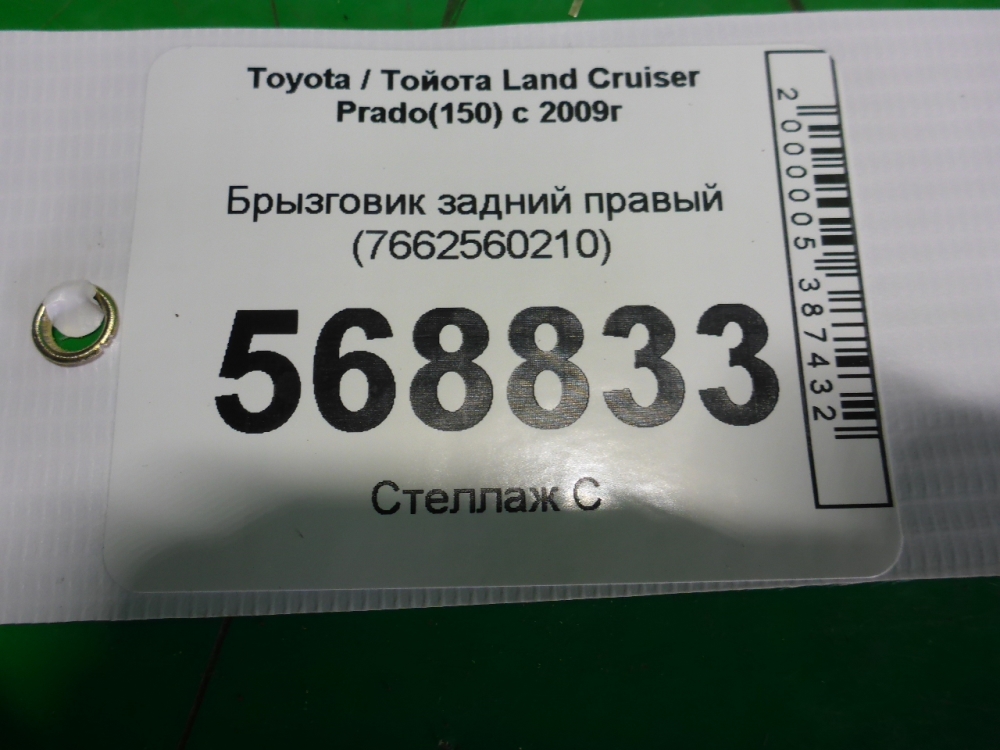 Toyota / Тойота Land Cruiser
Prado(150) с 2009г
Брызговик задний правый
(7662560210)
568833
Стеллаж С
2000005387432